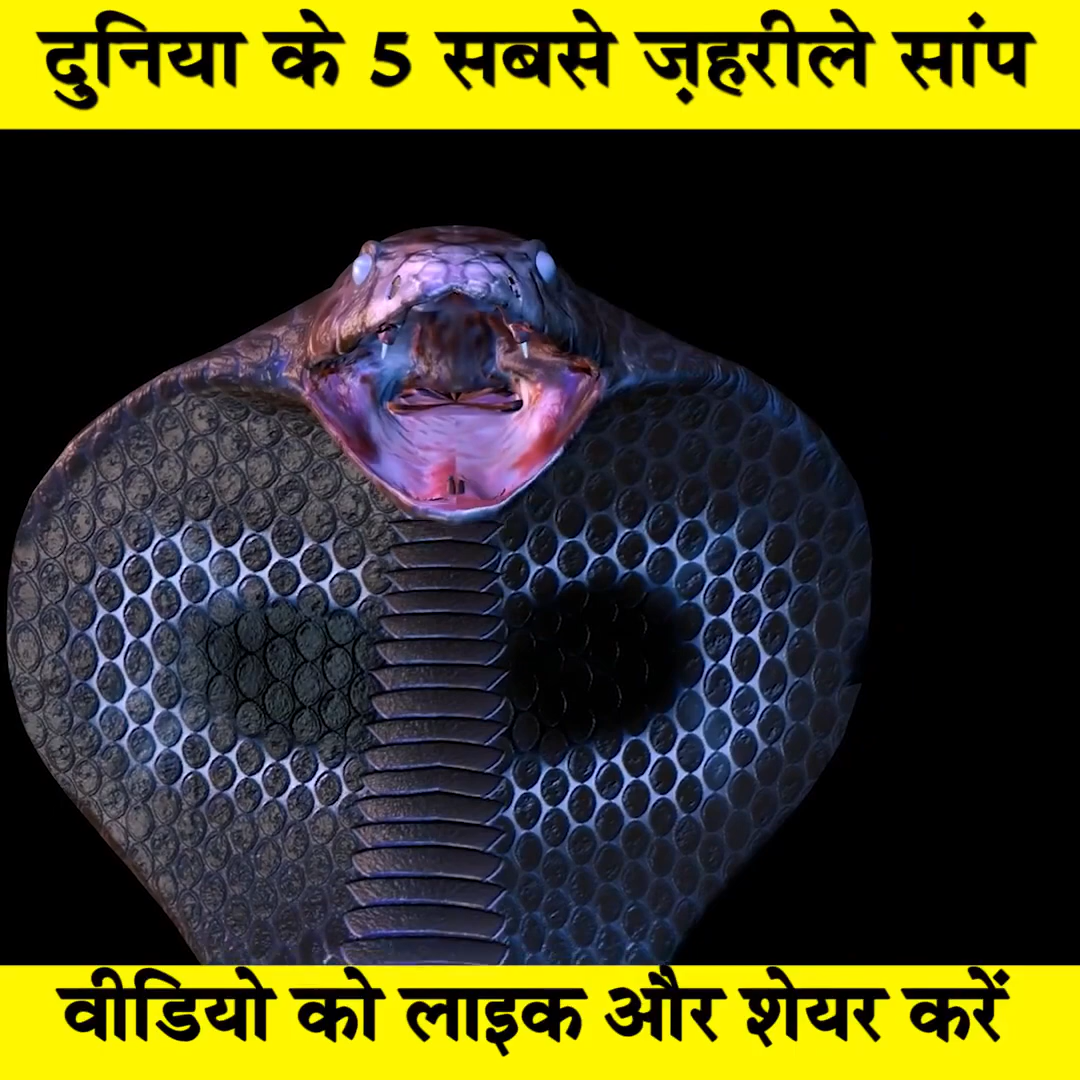 दुनिया के 5 सबसे ज़हरीले सांप
वीडियो को लाइक और शेयर करें